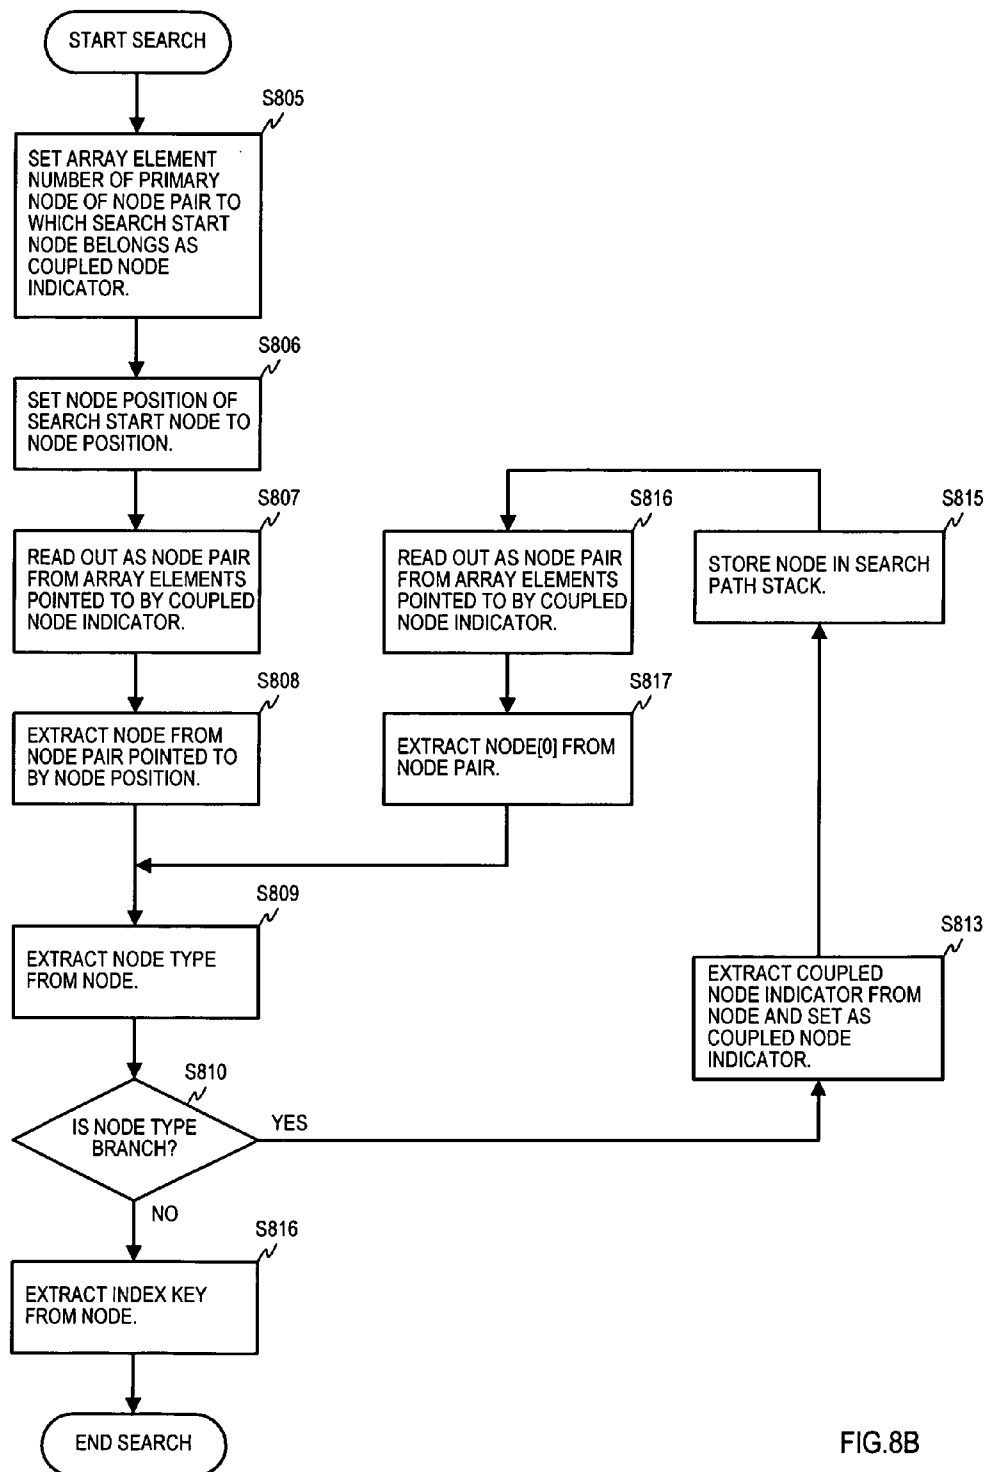 START SEARCH
S805
SET ARRAY ELEMENT
NUMBER OF PRIMARY
NODE OF NODE PAIR TO
WHICH SEARCH START
NODE BELONGS AS
COUPLED NODE
INDICATOR.
S806
SET NODE POSITION OF
SEARCH START NODE TO
NODE POSITION.
S807
READ OUT AS NODE PAIR
FROM ARRAY ELEMENTS
POINTED TO BY COUPLED
NODE INDICATOR.
S816
READ OUT AS NODE PAIR
FROM ARRAY ELEMENTS
POINTED TO BY COUPLED
NODE INDICATOR.
S815
STORE NODE IN SEARCH
PATH STACK.
S808
EXTRACT NODE FROM
NODE PAIR POINTED TO
BY NODE POSITION.
S817
EXTRACT NODE[0] FROM
NODE PAIR.
S809
EXTRACT NODE TYPE
FROM NODE.
S813
EXTRACT COUPLED
NODE INDICATOR FROM
NODE AND SET AS
COUPLED NODE
INDICATOR.
S810
IS NODE TYPE
BRANCH?
YES
NO
S816
EXTRACT INDEX KEY
FROM NODE.
END SEARCH
FIG.8B